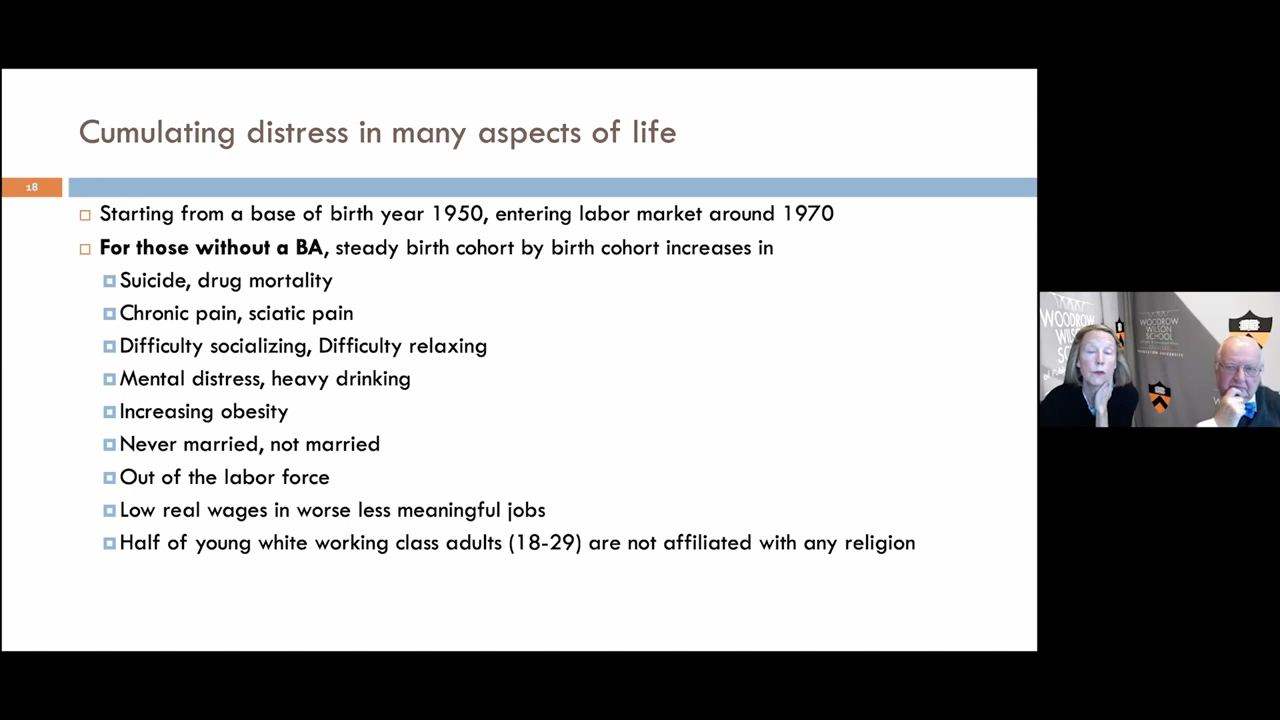 Cumulating distress in many aspects of life
18
Starting from a base of birth year 1950, entering labor market around 1970
For those without a BA, steady birth cohort by birth cohort increases in
Suicide, drug mortality
Chronic pain, sciatic pain
Difficulty socializing, Difficulty relaxing
Mental distress, heavy drinking
Increasing obesity
Never married, not married
Out of the labor force
Low real wages in worse less meaningful jobs
Half of young white working class adults (18-29) are not affiliated with any religion
WOODROW
WILSON
WOODROW
WILSON
SCHOOL